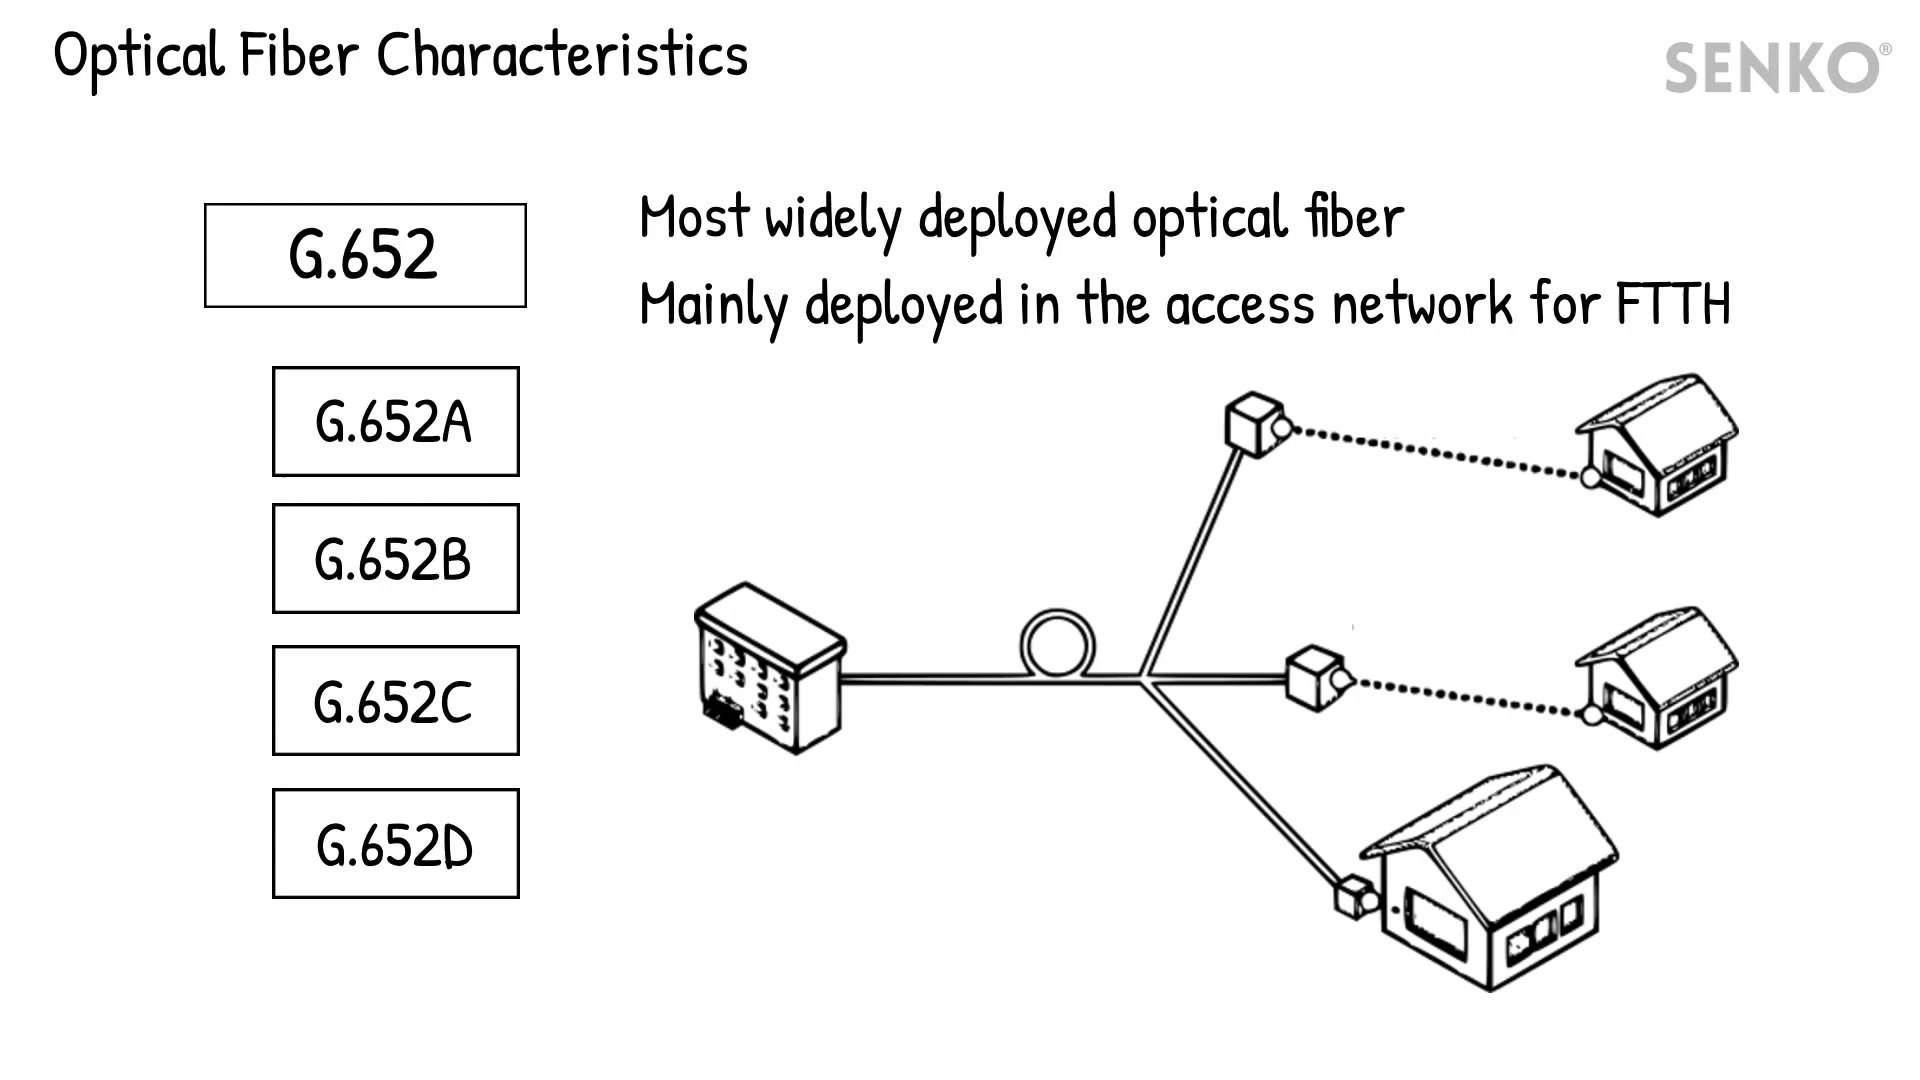 Optical Fiber Characteristics
SENKO®
G.652
Most widely deployed optical fiber
Mainly deployed in the access network for FTTH
G.652A
G.652B
G.652C
G.652D